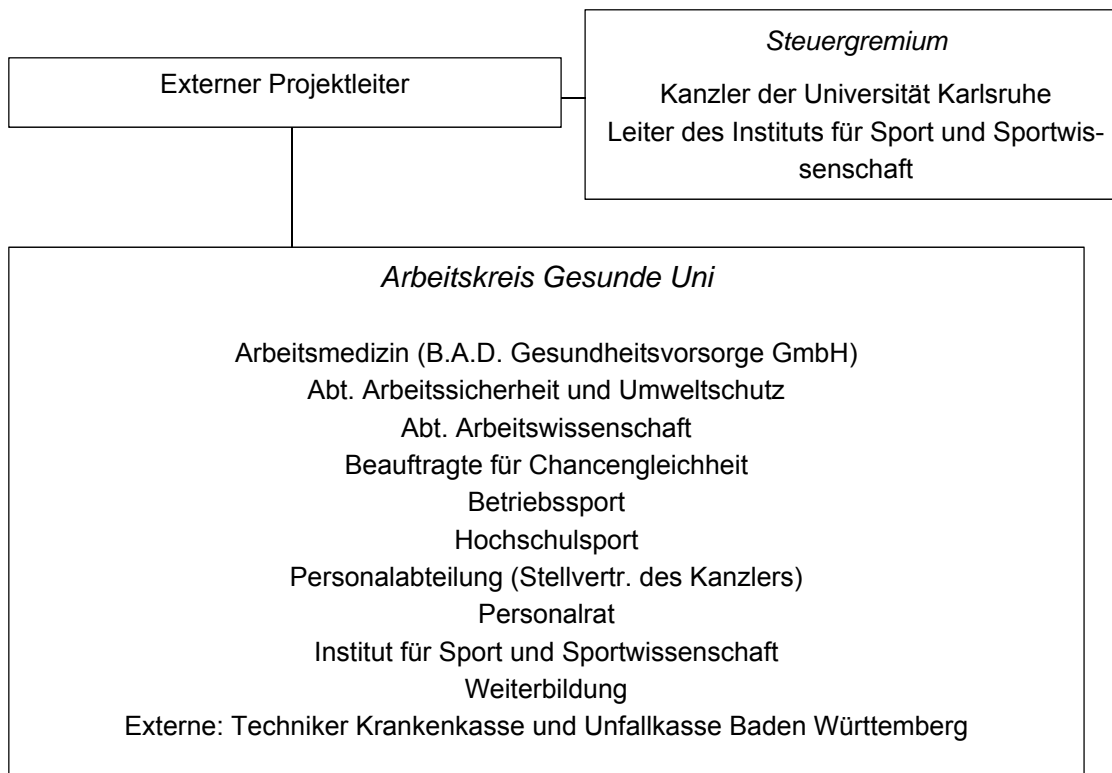 Externer Projektleiter
Steuergremium
Kanzler der Universität Karlsruhe
Leiter des Instituts für Sport und Sportwis-
senschaft
Arbeitskreis Gesunde Uni
Arbeitsmedizin (B.A.D. Gesundheitsvorsorge GmbH)
Abt. Arbeitssicherheit und Umweltschutz
Abt. Arbeitswissenschaft
Beauftragte für Chancengleichheit
Betriebssport
Hochschulsport
Personalabteilung (Stellvertr. des Kanzlers)
Personalrat
Institut für Sport und Sportwissenschaft
Weiterbildung
Externe: Techniker Krankenkasse und Unfallkasse Baden Württemberg